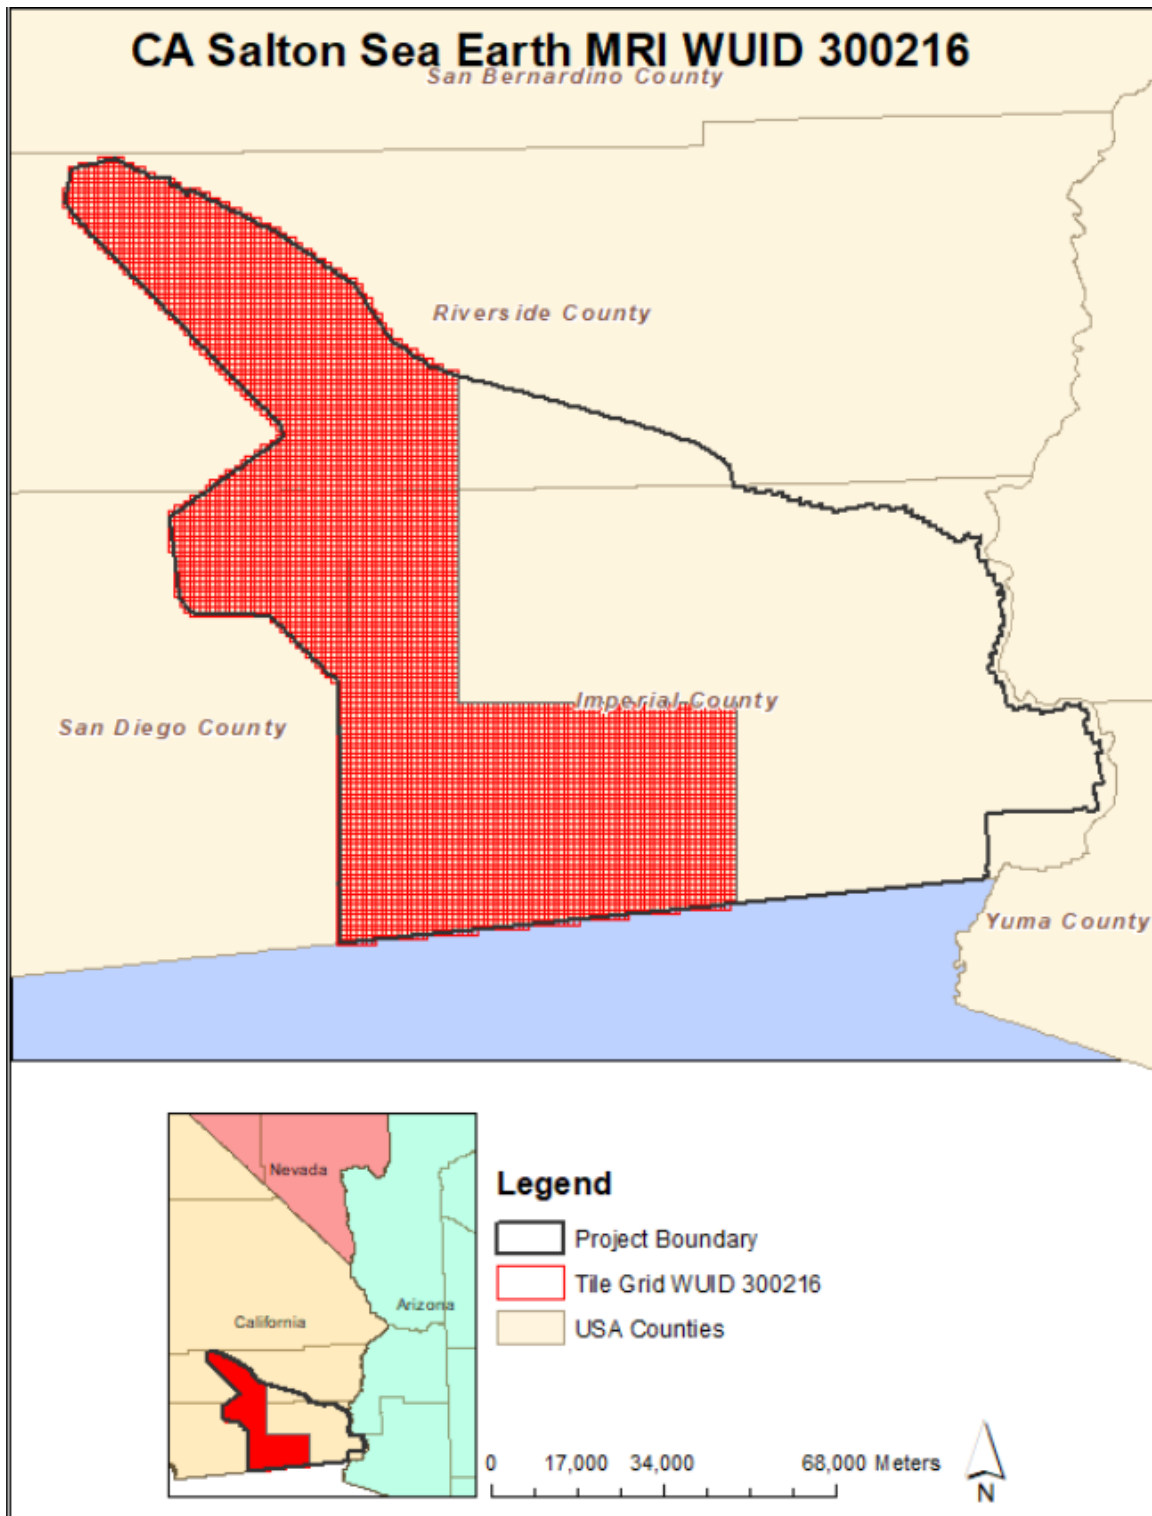 CA Salton Sea Earth MRI WUID 300216
San Bernardino County
Riverside County
Imperial County
San Diego County
Yuma County
Nevada
Arizona
California
Legend
Project Boundary
Tile Grid WUID 300216
USA Counties
0 17,000 34,000 68,000 Meters
N